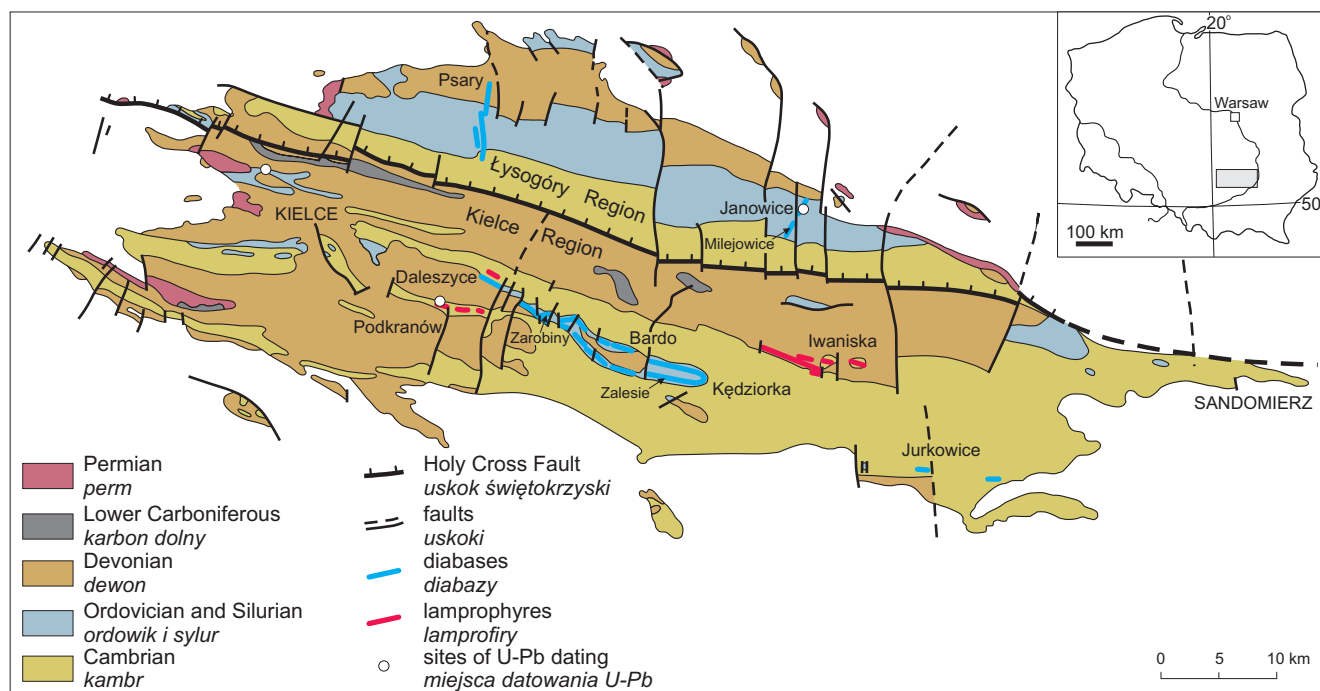 20°
Warsaw
50
100 km
Psary
Łysogóry Region
Janowice
Milejowice
KIELCE
Kielce Region
Daleszyce
Podkranów
Zarobiny
Bardo
Iwaniska
Zalesie
Kędziorka
SANDOMIERZ
Jurkowice
Permian
perm
Lower Carboniferous
karbon dolny
Devonian
dewon
Ordovician and Silurian
ordowik i sylur
Cambrian
kambr
Holy Cross Fault
uskok świętokrzyski
faults
uskoki
diabases
diabazy
lamprophyres
lamprofiry
sites of U-Pb dating
miejsca datowania U-Pb
0 5 10 km